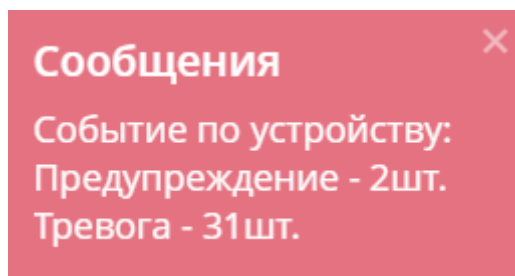 Сообщения
Событие по устройству:
Предупреждение - 2шт.
Тревога - 31шт.